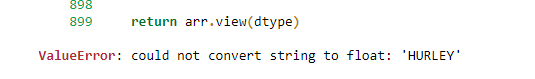 898
899 return arr.view(dtype)
ValueError: could not convert string to float: 'HURLEY'